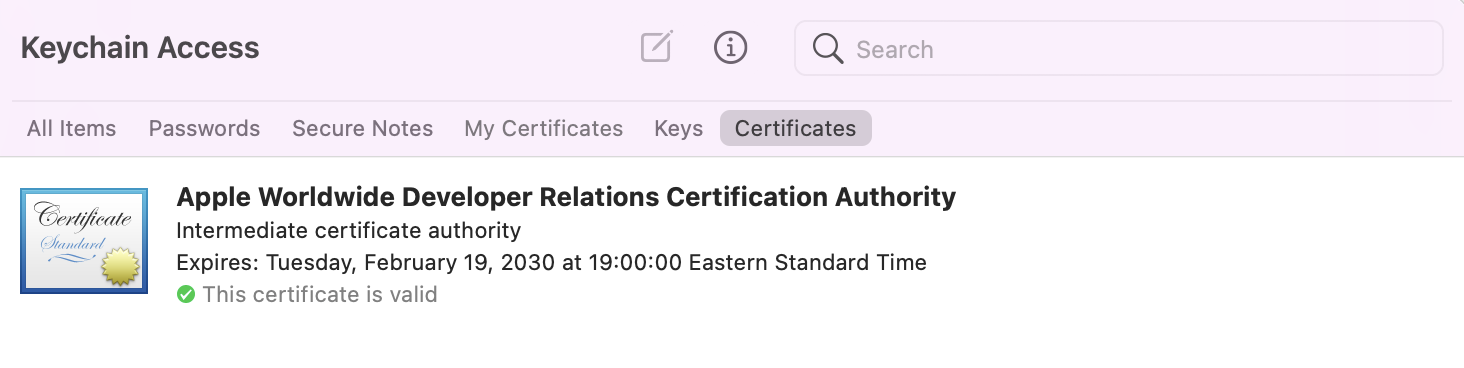 Keychain Access
Search
All Items Passwords Secure Notes My Certificates Keys Certificates
Certificate
Standard
Apple Worldwide Developer Relations Certification Authority
Intermediate certificate authority
Expires: Tuesday, February 19, 2030 at 19:00:00 Eastern Standard Time
This certificate is valid